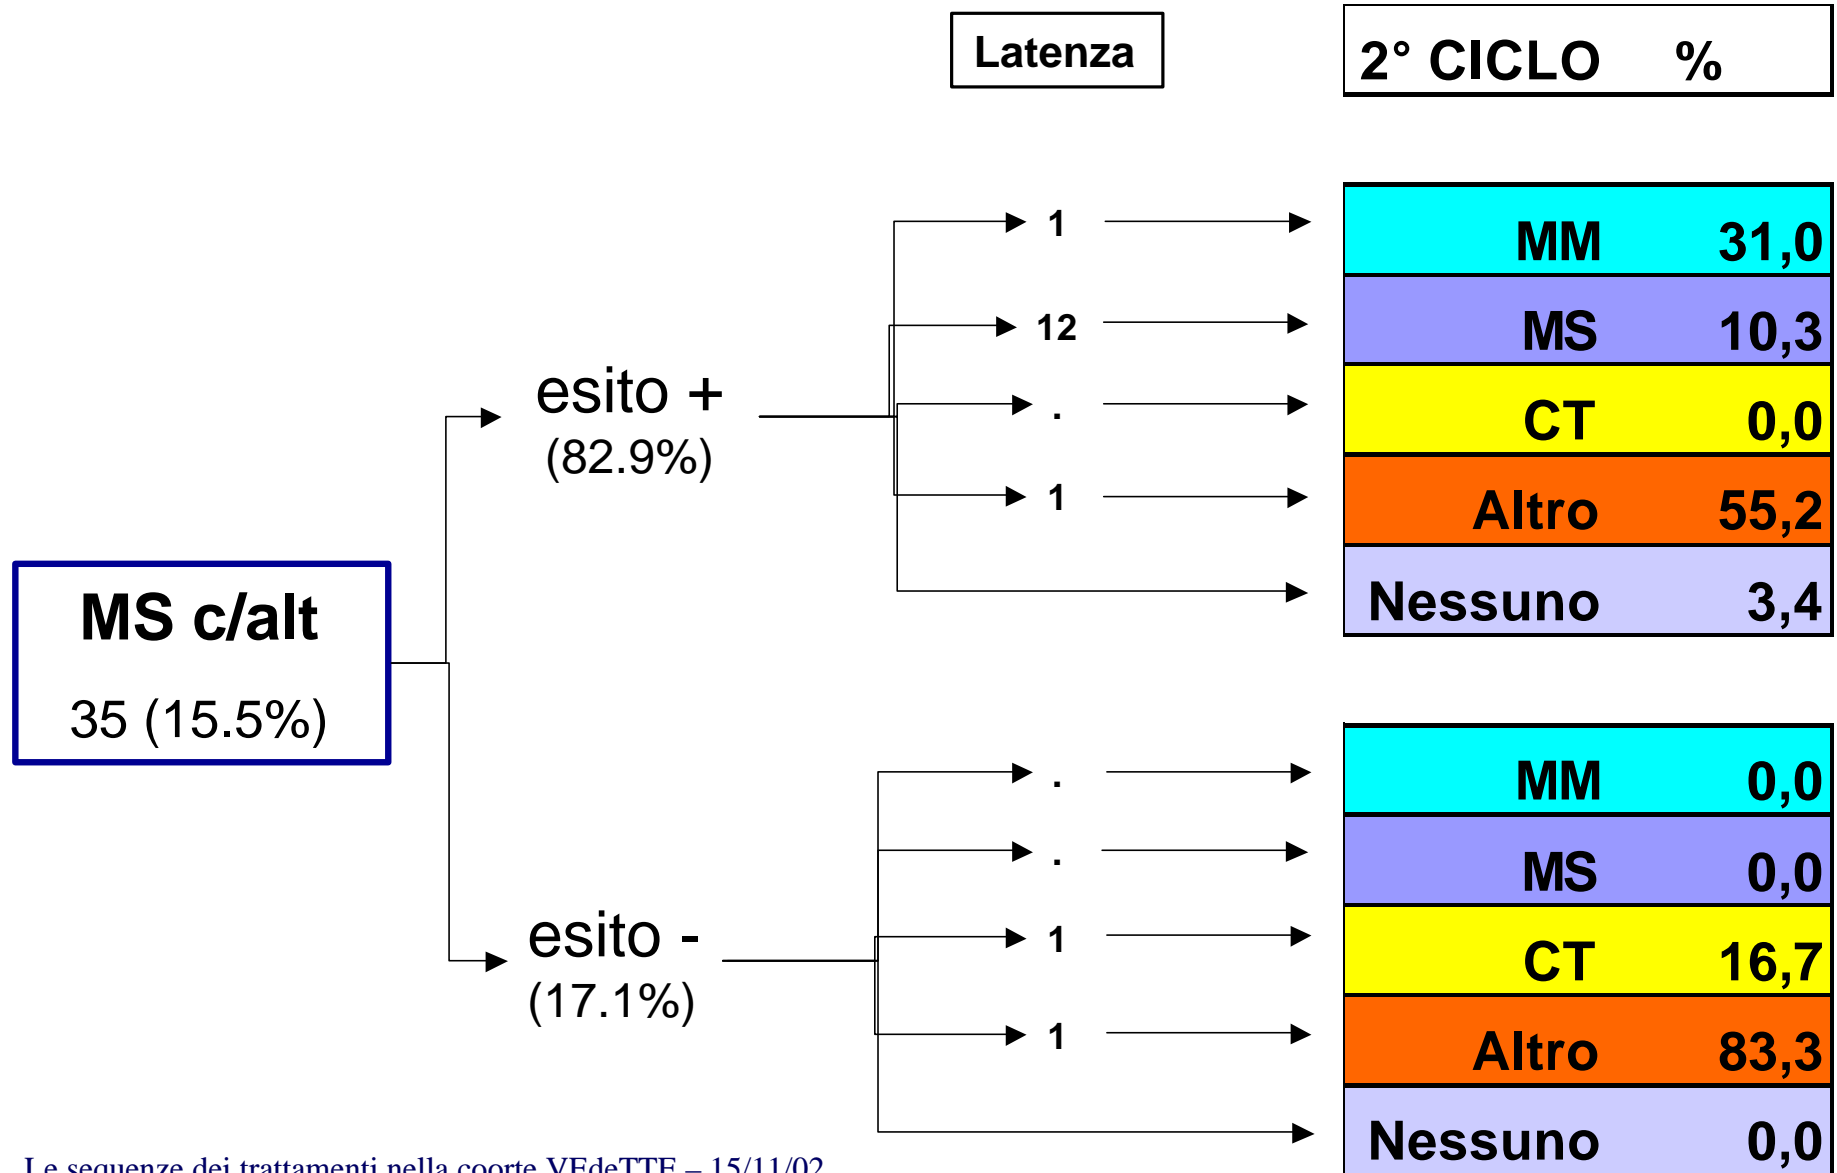 Latenza
2° CICLO %
1
MM 31,0
12
MS 10,3
esito +
(82.9%)
.
CT 0,0
1
Altro 55,2
Nessuno 3,4
MS c/alt
35 (15.5%)
.
MM 0,0
.
MS 0,0
esito -
(17.1%)
1
CT 16,7
1
Altro 83,3
Nessuno 0,0
Le sequenze dei trattamenti nella coorte VEdeTTE – 15/11/02